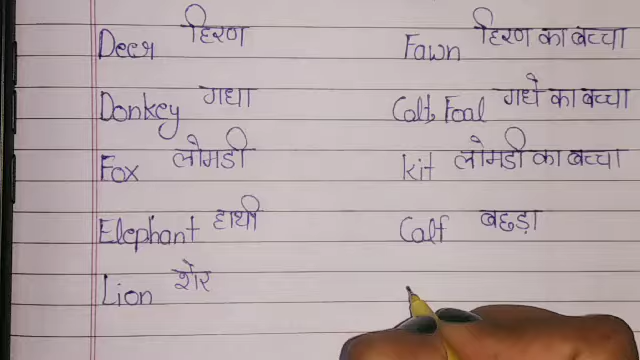 Deer हिरण Fawn हिरण का बच्चा
Donkey गधा Colt, Foal गधे का बच्चा
Fox लोमडी kit लोमडी का बच्चा
Elephant हाथी Calf बछड़ा
Lion शेर